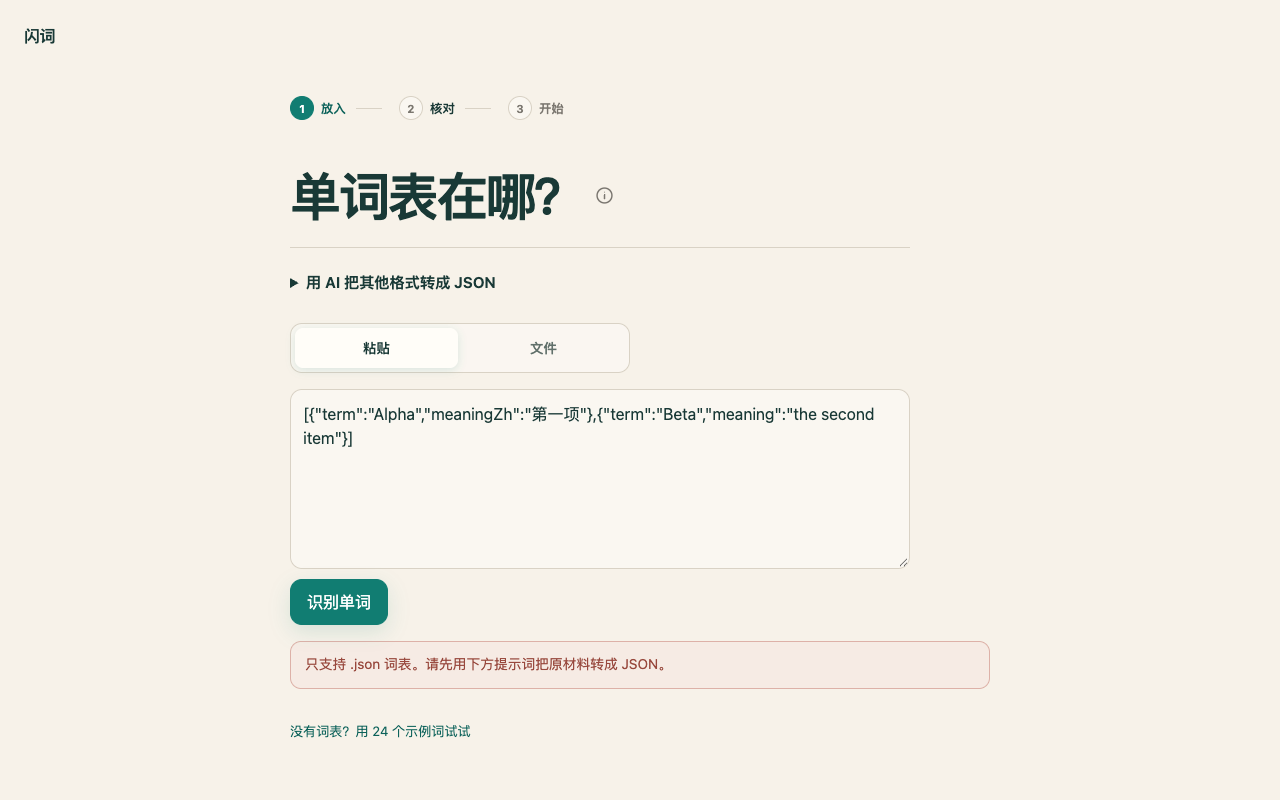 闪词
1 放入 2 核对 3 开始
单词表在哪?
用 AI 把其他格式转成 JSON
粘贴 文件
[{"term":"Alpha","meaningZh":"第一项"},{"term":"Beta","meaning":"the second
item"}]
识别单词
只支持 .json 词表。请先用下方提示词把原材料转成 JSON。
没有词表？用 24 个示例词试试